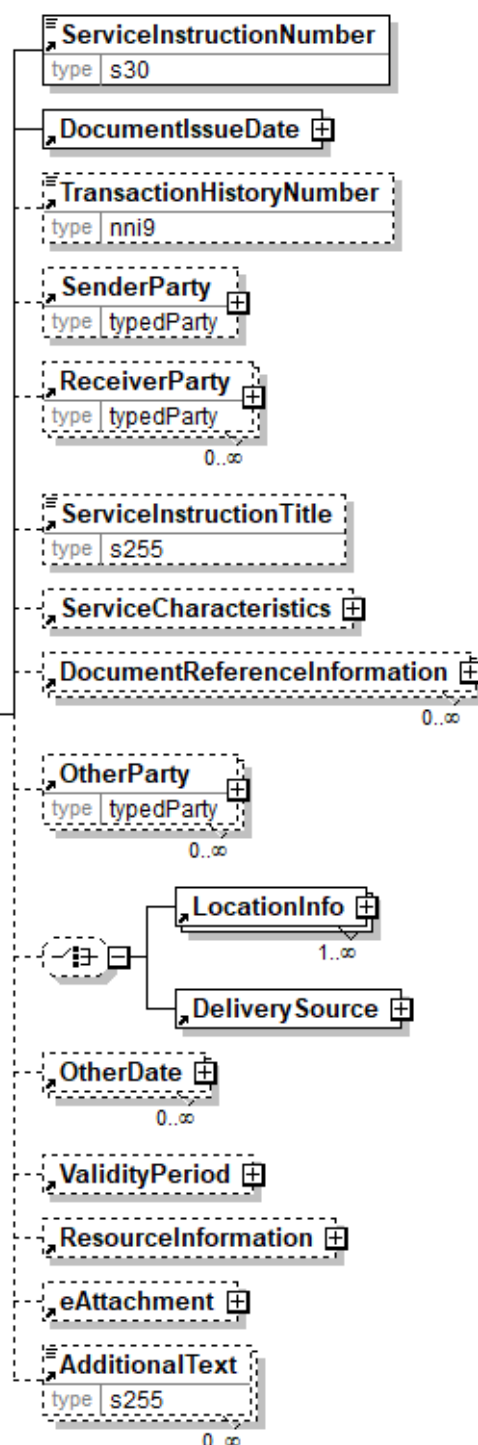 ServiceInstructionNumber
type s30
DocumentIssueDate
TransactionHistoryNumber
type nni9
SenderParty
type typedParty
ReceiverParty
type typedParty
0..∞
ServiceInstructionTitle
type s255
ServiceCharacteristics
DocumentReferenceInformation
0..∞
OtherParty
type typedParty
0..∞
LocationInfo
1..∞
DeliverySource
OtherDate
0..∞
ValidityPeriod
ResourceInformation
eAttachment
AdditionalText
type s255
0..∞